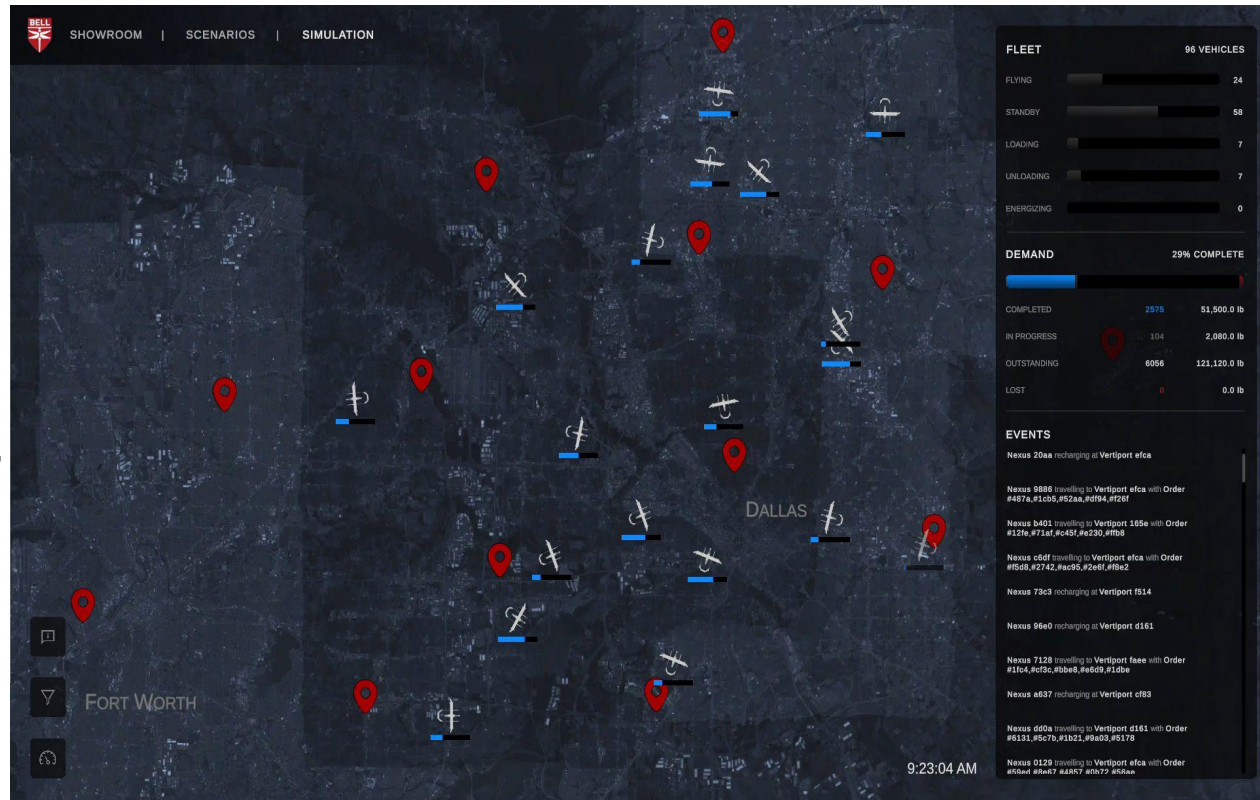 BELL
SHOWROOM | SCENARIOS | SIMULATION
FLEET 96 VEHICLES
FLYING 24
STANDBY 58
LOADING 7
UNLOADING 7
ENERGIZING 0
DEMAND 29% COMPLETE
COMPLETED 2575 51,500.0 lb
IN PROGRESS 104 2,080.0 lb
OUTSTANDING 6056 121,120.0 lb
LOST 0 0.0 lb
EVENTS
Nexus 20aa recharging at Vertiport efca
Nexus 9886 travelling to Vertiport efca with Order
#487a,#1cb5,#52aa,#df94,#f26f
Nexus b401 travelling to Vertiport 165e with Order
#12fe,#71af,#c45f,#e230,#ffb8
Nexus c6df travelling to Vertiport efca with Order
#f5d8,#2742,#ac95,#2e6f,#f8e2
Nexus 73c3 recharging at Vertiport f514
Nexus 96e0 recharging at Vertiport d161
Nexus 7128 travelling to Vertiport faee with Order
#1fc4,#cf3c,#bbe8,#e6d9,#1dbe
Nexus a637 recharging at Vertiport cf83
Nexus dd0a travelling to Vertiport d161 with Order
#6131,#5c7b,#1b21,#9a03,#5178
Nexus 0129 travelling to Vertiport efca with Order
#59ed,#8e67,#4857,#0b72,#56ae
DALLAS
FORT WORTH
9:23:04 AM